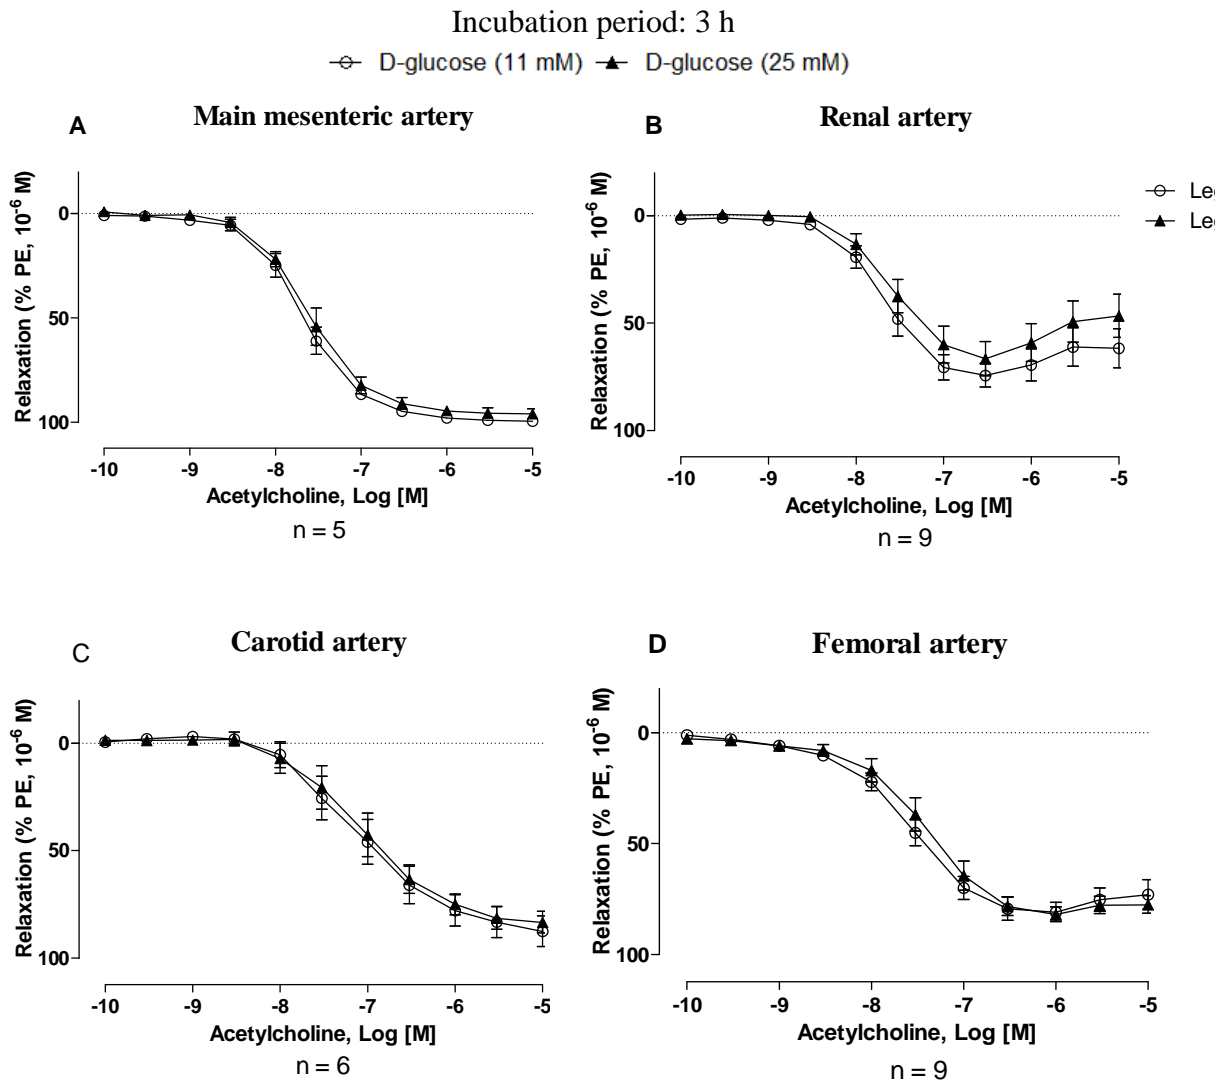 Incubation period: 3 h
D-glucose (11 mM) D-glucose (25 mM)
A Main mesenteric artery
Relaxation (% PE, 10⁻⁶ M)
0
50
100
-10 -9 -8 -7 -6 -5
Acetylcholine, Log [M]
n = 5
B Renal artery
Relaxation (% PE, 10⁻⁶ M)
0
50
100
-10 -9 -8 -7 -6 -5
Acetylcholine, Log [M]
n = 9
Leg
Leg
C Carotid artery
Relaxation (% PE, 10⁻⁶ M)
0
50
100
-10 -9 -8 -7 -6 -5
Acetylcholine, Log [M]
n = 6
D Femoral artery
Relaxation (% PE, 10⁻⁶ M)
0
50
100
-10 -9 -8 -7 -6 -5
Acetylcholine, Log [M]
n = 9